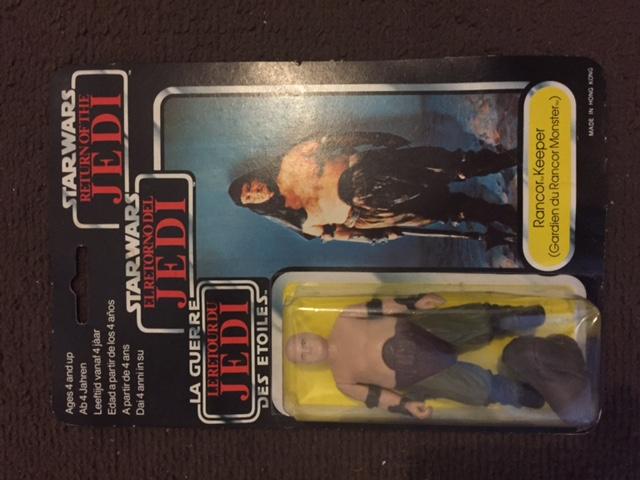 STAR WARS
RETURN OF THE
JEDI
STAR WARS
EL RETORNO DEL
JEDI
LA GUERRE
LE RETOUR DU
JEDI
DES ETOILES
Rancor Keeper
(Gardien du Rancor Monster™)
MADE IN HONG KONG
Ages 4 and up
Ab 4 Jahren
Leeftijd vanaf 4 jaar
Edad a partir de los 4 años
A partir de 4 ans
Dai 4 anni in su